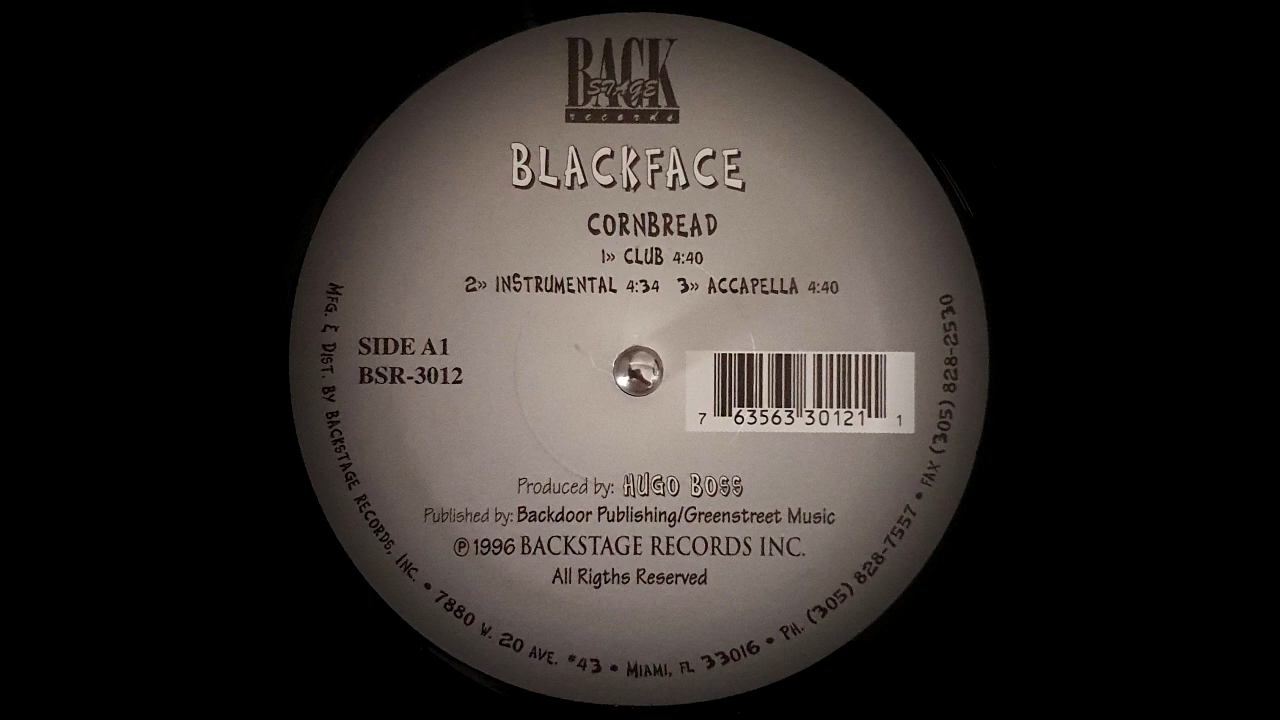 BACK
STAGE
records
BLACKFACE
CORNBREAD
1» CLUB 4:40
2» INSTRUMENTAL 4:34 3» ACCAPELLA 4:40
SIDE A1
BSR-3012
7 63563 30121 1
Produced by: HUGO BOSS
Published by: Backdoor Publishing/Greenstreet Music
℗ 1996 BACKSTAGE RECORDS INC.
All Rigths Reserved
MFG. & DIST. BY BACKSTAGE RECORDS, INC. • 7880 W. 20 AVE. #43 • MIAMI, FL 33016 • PH. (305) 828-7557 • FAX (305) 828-2530